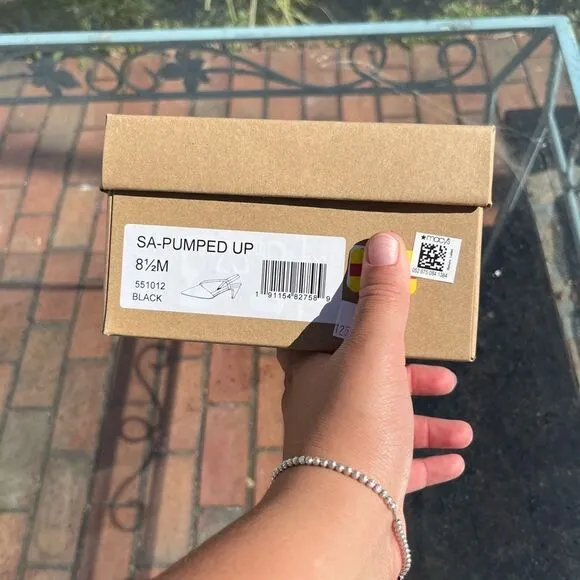 SA-PUMPED UP
8½M
551012
BLACK
1 91154 82758 9
★macy's